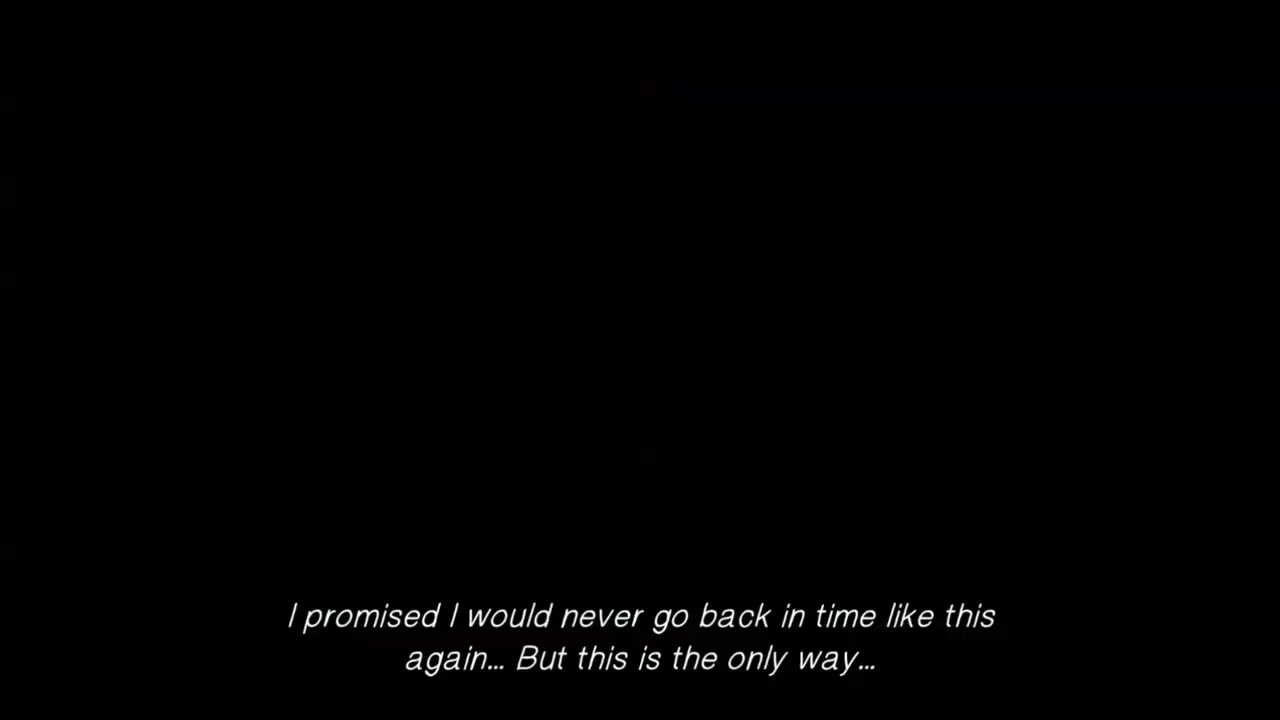 I promised I would never go back in time like this
again... But this is the only way...